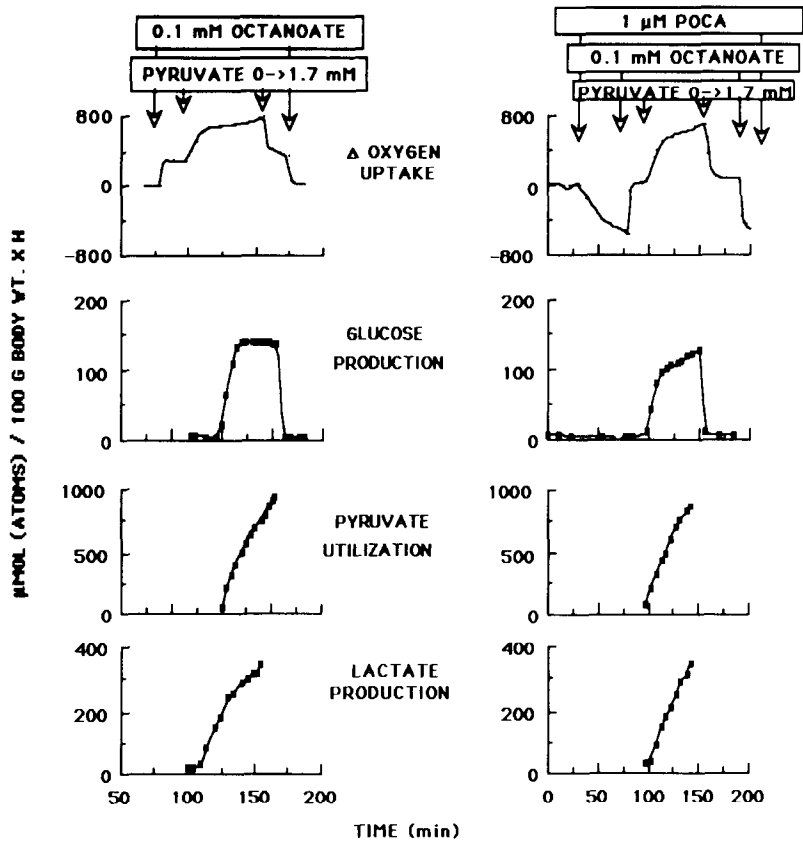 0.1 mM OCTANOATE
PYRUVATE 0->1.7 mM
1 µM POCA
0.1 mM OCTANOATE
PYRUVATE 0->1.7 mM
µMOL (ATOMS) / 100 G BODY WT. X H
800
0
-800
Δ OXYGEN
UPTAKE
800
0
-800
200
100
0
GLUCOSE
PRODUCTION
200
100
0
1000
500
0
PYRUVATE
UTILIZATION
1000
500
0
400
200
0
LACTATE
PRODUCTION
400
200
0
50 100 150 200
0 50 100 150 200
TIME (min)